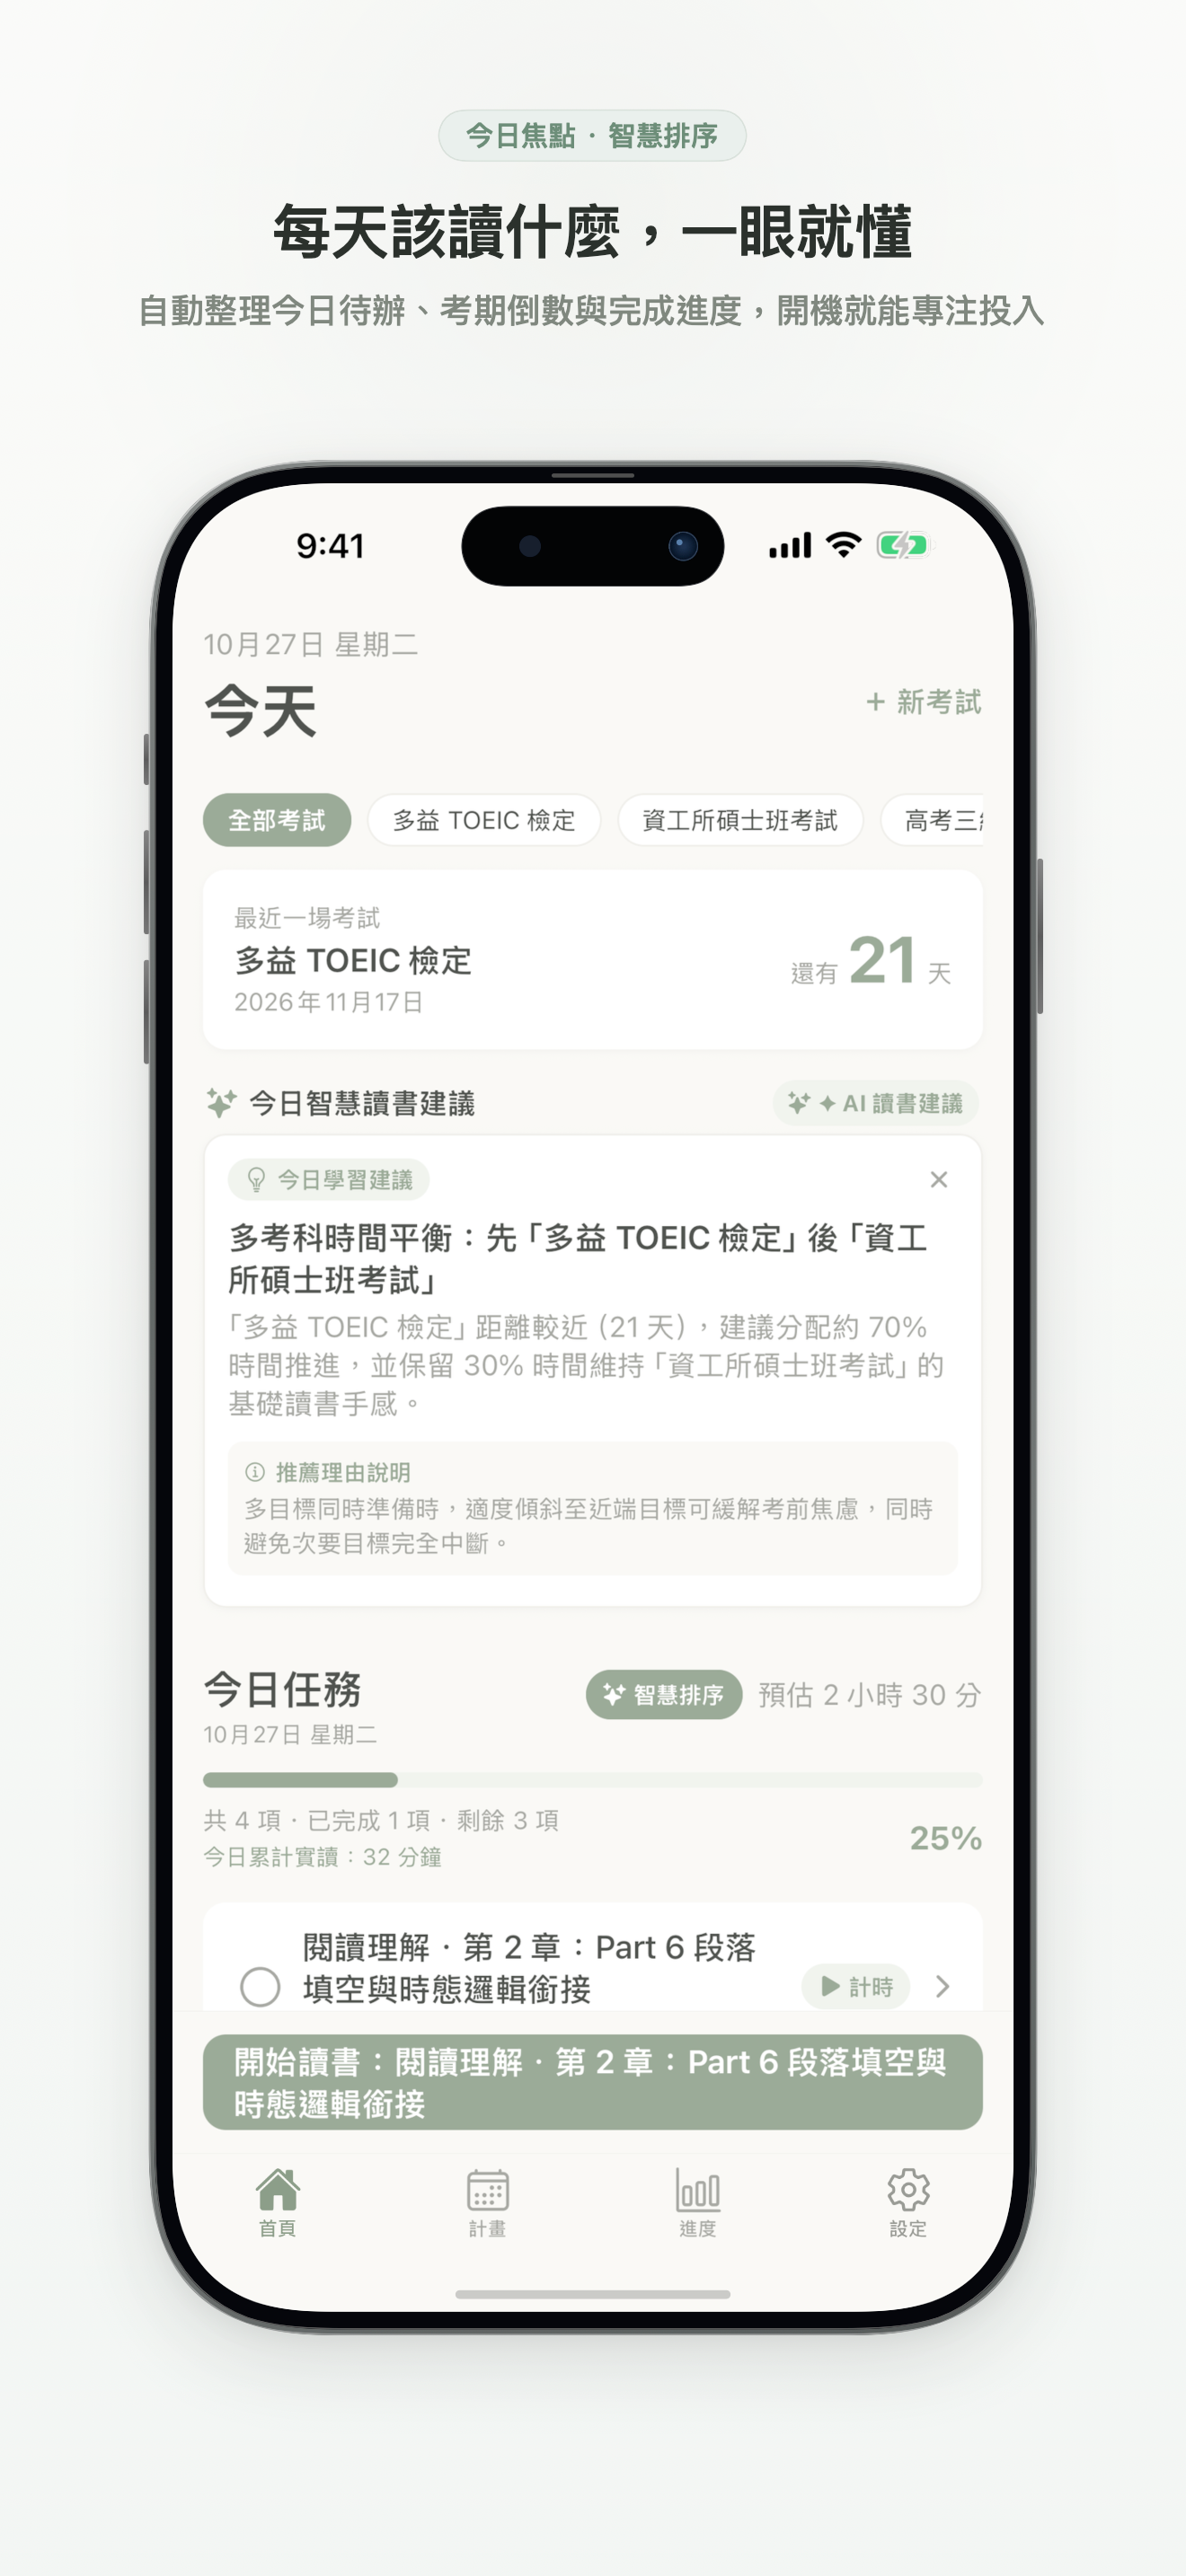 今日焦點 · 智慧排序
每天該讀什麼，一眼就懂
自動整理今日待辦、考期倒數與完成進度，開機就能專注投入
9:41
10月27日 星期二
今天
+ 新考試
全部考試
多益 TOEIC 檢定
資工所碩士班考試
高考三
最近一場考試
多益 TOEIC 檢定
2026年11月17日
還有 21 天
今日智慧讀書建議
✦ AI 讀書建議
今日學習建議
多考科時間平衡：先「多益 TOEIC 檢定」後「資工
所碩士班考試」
「多益 TOEIC 檢定」距離較近（21 天），建議分配約 70%
時間推進，並保留 30% 時間維持「資工所碩士班考試」的
基礎讀書手感。
推薦理由說明
多目標同時準備時，適度傾斜至近端目標可緩解考前焦慮，同時
避免次要目標完全中斷。
今日任務
智慧排序
預估 2 小時 30 分
10月27日 星期二
共 4 項 · 已完成 1 項 · 剩餘 3 項
今日累計實讀：32 分鐘
25%
閱讀理解 · 第 2 章：Part 6 段落
填空與時態邏輯銜接
計時
開始讀書：閱讀理解 · 第 2 章：Part 6 段落填空與
時態邏輯銜接
首頁
計畫
進度
設定